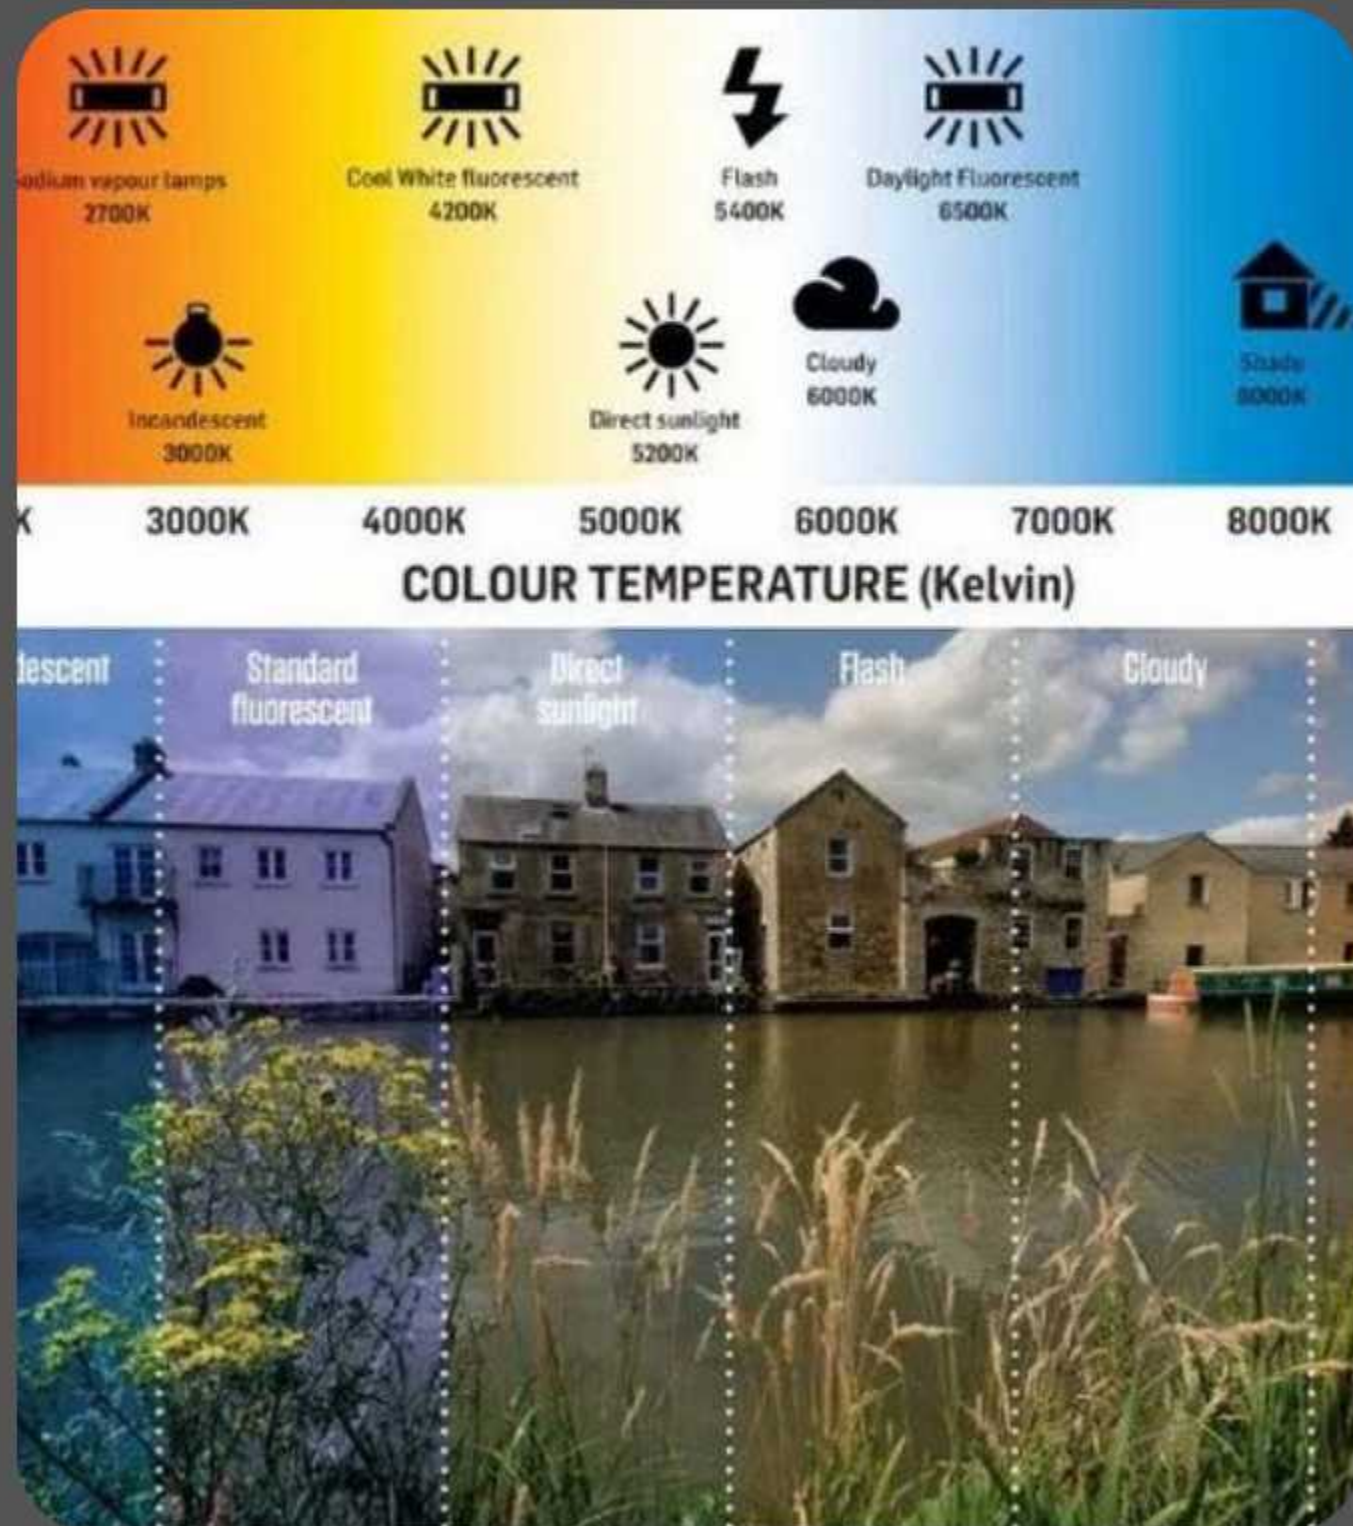 odium vapour lamps
2700K
Cool White fluorescent
4200K
Flash
5400K
Daylight Fluorescent
6500K
Incandescent
3000K
Direct sunlight
5200K
Cloudy
6000K
Shade
8000K
K 3000K 4000K 5000K 6000K 7000K 8000K
COLOUR TEMPERATURE (Kelvin)
descent
Standard
fluorescent
Direct
sunlight
Flash
Cloudy